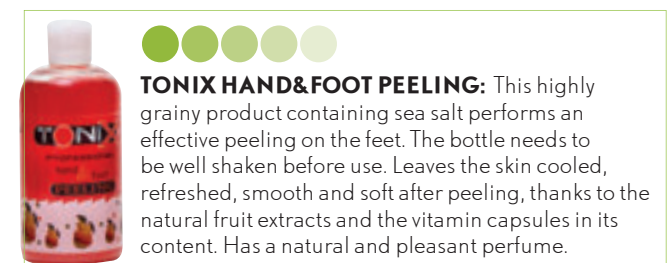 TONIX HAND&FOOT PEELING: This highly
grainy product containing sea salt performs an
effective peeling on the feet. The bottle needs to
be well shaken before use. Leaves the skin cooled,
refreshed, smooth and soft after peeling, thanks to the
natural fruit extracts and the vitamin capsules in its
content. Has a natural and pleasant perfume.
TONIX
PROFESSIONAL
PEELING